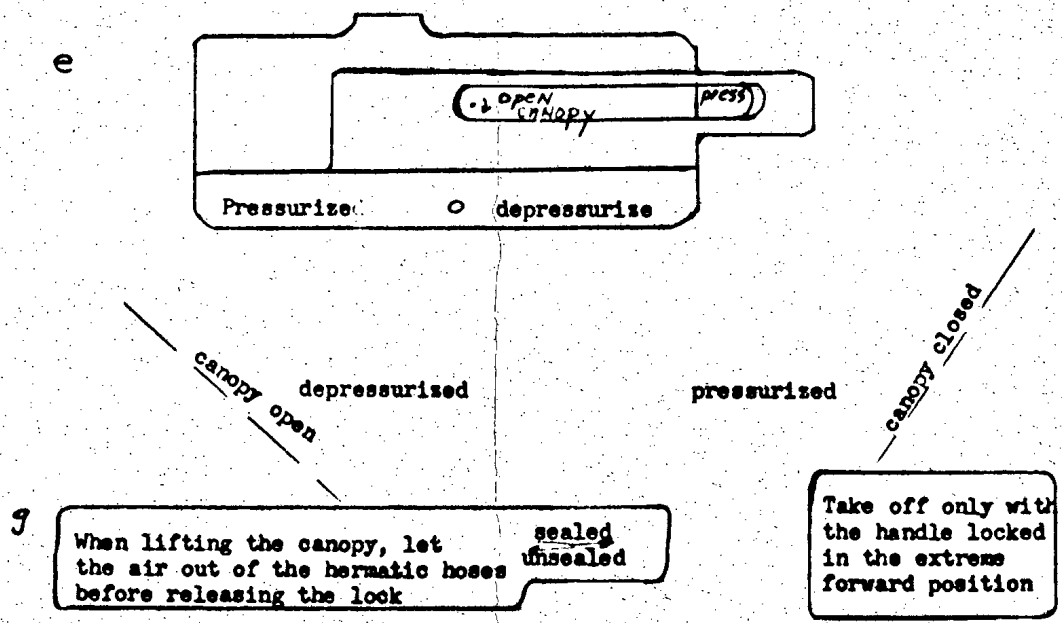 e
OPEN press
CANOPY
Pressurize O depressurize
canopy open
depressurized
pressurized
canopy closed
g
When lifting the canopy, let
the air out of the hermatic hoses
before releasing the lock
sealed
unsealed
Take off only with
the handle locked
in the extreme
forward position